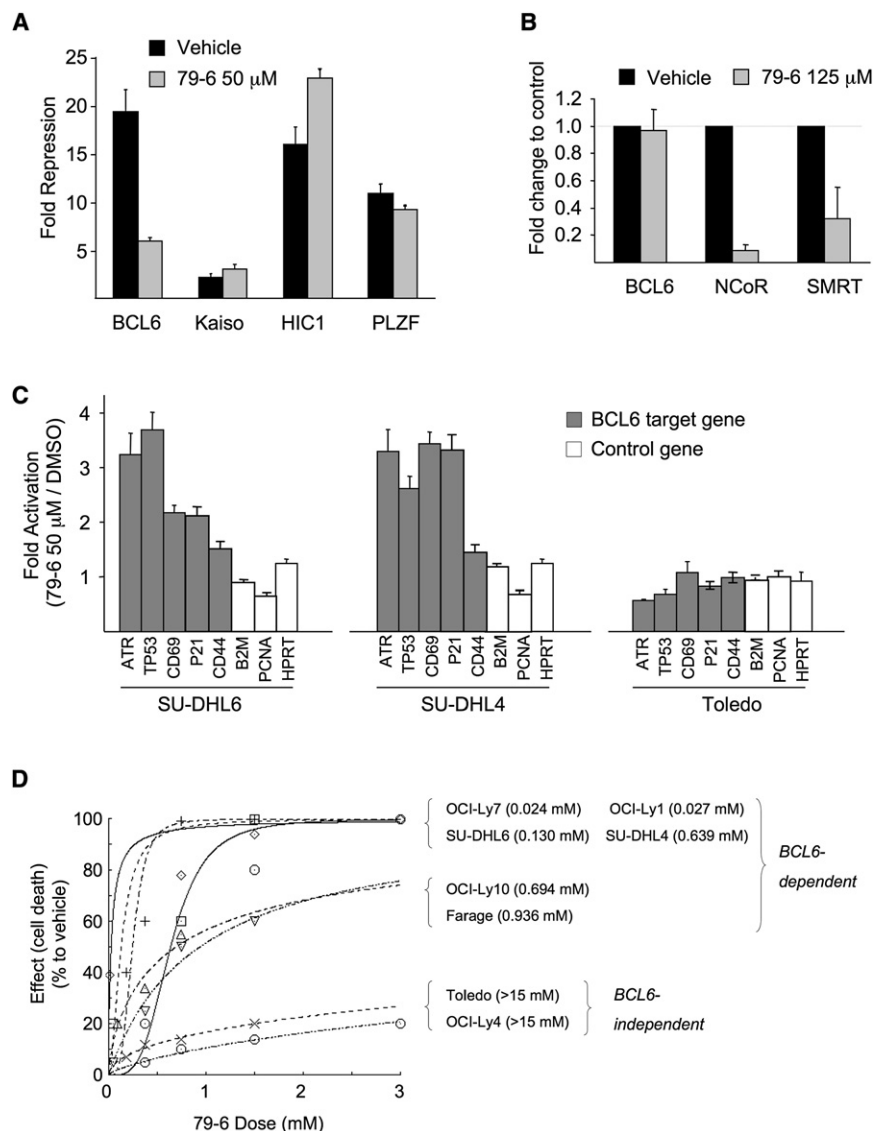 A
Vehicle
79-6 50 μM
Fold Repression
25
20
15
10
5
BCL6 Kaiso HIC1 PLZF
B
Vehicle 79-6 125 μM
Fold change to control
1.2
1.0
0.8
0.6
0.4
0.2
BCL6 NCoR SMRT
C
Fold Activation
(79-6 50 μM / DMSO)
4
3
2
1
BCL6 target gene
Control gene
ATR TP53 CD69 P21 CD44 B2M PCNA HPRT
SU-DHL6
ATR TP53 CD69 P21 CD44 B2M PCNA HPRT
SU-DHL4
ATR TP53 CD69 P21 CD44 B2M PCNA HPRT
Toledo
D
Effect (cell death)
(% to vehicle)
100
80
60
40
20
0
0 1 2 3
79-6 Dose (mM)
OCI-Ly7 (0.024 mM) OCI-Ly1 (0.027 mM)
SU-DHL6 (0.130 mM) SU-DHL4 (0.639 mM)
OCI-Ly10 (0.694 mM)
Farage (0.936 mM)
BCL6-
dependent
Toledo (>15 mM)
OCI-Ly4 (>15 mM)
BCL6-
independent